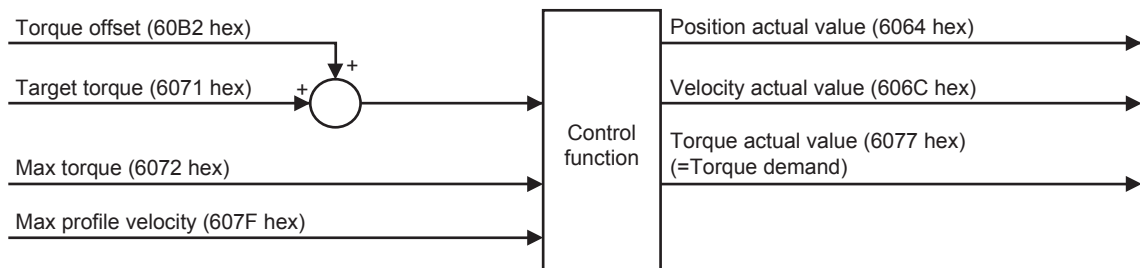 Torque offset (60B2 hex)
+
Target torque (6071 hex)
+
Max torque (6072 hex)
Max profile velocity (607F hex)
Control
function
Position actual value (6064 hex)
Velocity actual value (606C hex)
Torque actual value (6077 hex)
(=Torque demand)